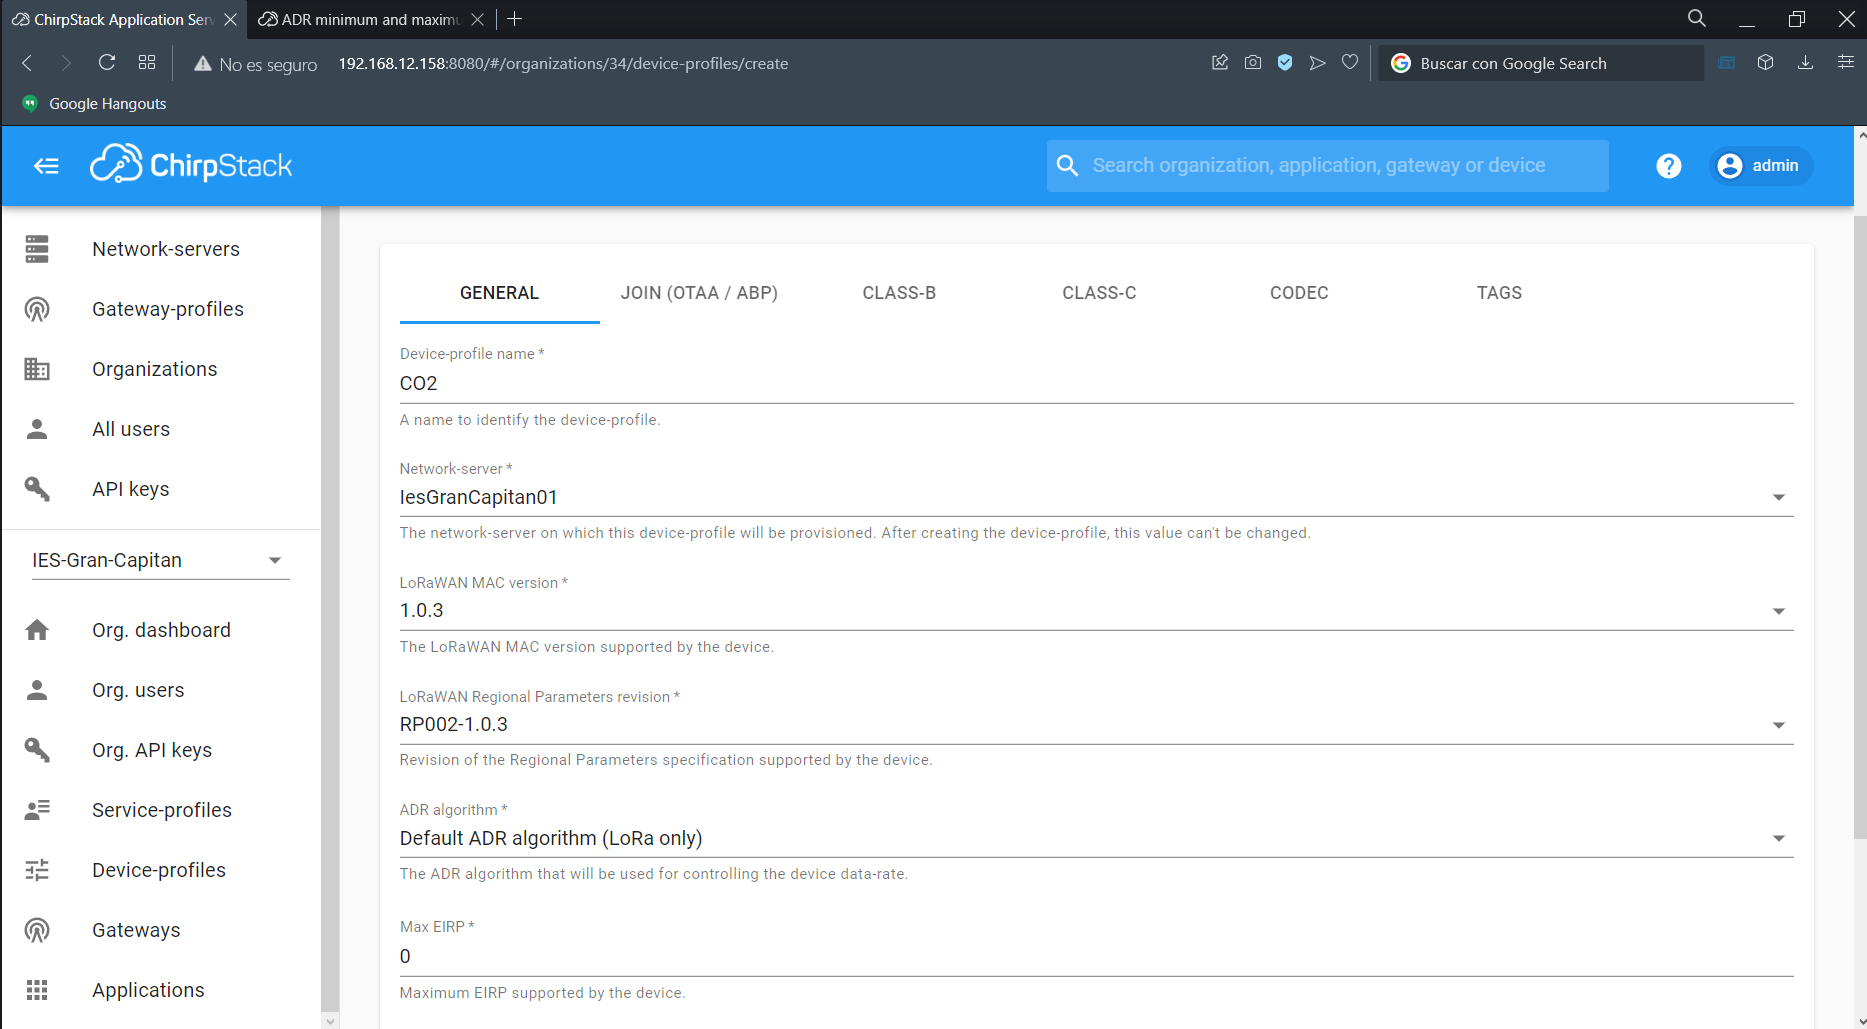 ChirpStack Application Serv
ADR minimum and maximu
No es seguro
192.168.12.158:8080/#/organizations/34/device-profiles/create
Buscar con Google Search
Google Hangouts
ChirpStack
Search organization, application, gateway or device
?
admin
Network-servers
Gateway-profiles
Organizations
All users
API keys
IES-Gran-Capitan
Org. dashboard
Org. users
Org. API keys
Service-profiles
Device-profiles
Gateways
Applications
GENERAL
JOIN (OTAA / ABP)
CLASS-B
CLASS-C
CODEC
TAGS
Device-profile name *
CO2
A name to identify the device-profile.
Network-server *
IesGranCapitan01
The network-server on which this device-profile will be provisioned. After creating the device-profile, this value can't be changed.
LoRaWAN MAC version *
1.0.3
The LoRaWAN MAC version supported by the device.
LoRaWAN Regional Parameters revision *
RP002-1.0.3
Revision of the Regional Parameters specification supported by the device.
ADR algorithm *
Default ADR algorithm (LoRa only)
The ADR algorithm that will be used for controlling the device data-rate.
Max EIRP *
0
Maximum EIRP supported by the device.